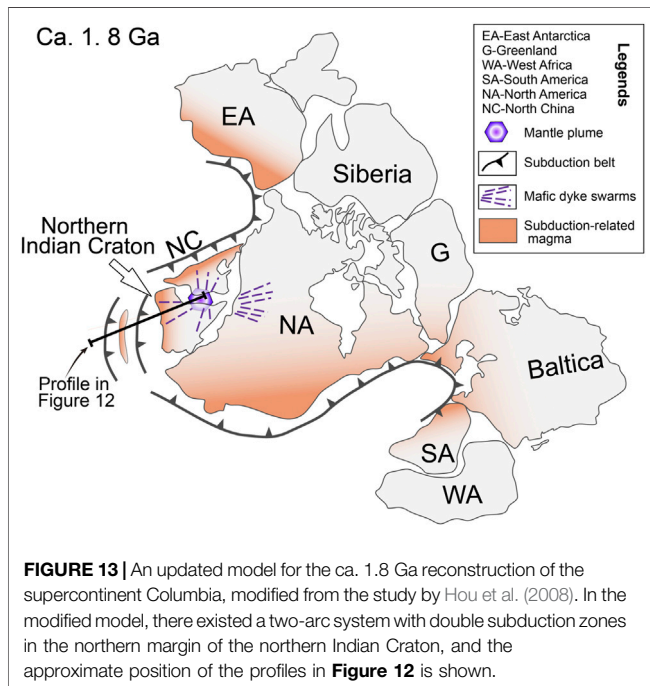 Ca. 1. 8 Ga
EA-East Antarctica
G-Greenland
WA-West Africa
SA-South America
NA-North America
NC-North China
Legends
Mantle plume
Subduction belt
Mafic dyke swarms
Subduction-related
magma
EA
Siberia
Northern
Indian Craton
NC
G
NA
Baltica
Profile in
Figure 12
SA
WA
FIGURE 13 | An updated model for the ca. 1.8 Ga reconstruction of the
supercontinent Columbia, modified from the study by Hou et al. (2008). In the
modified model, there existed a two-arc system with double subduction zones
in the northern margin of the northern Indian Craton, and the
approximate position of the profiles in Figure 12 is shown.